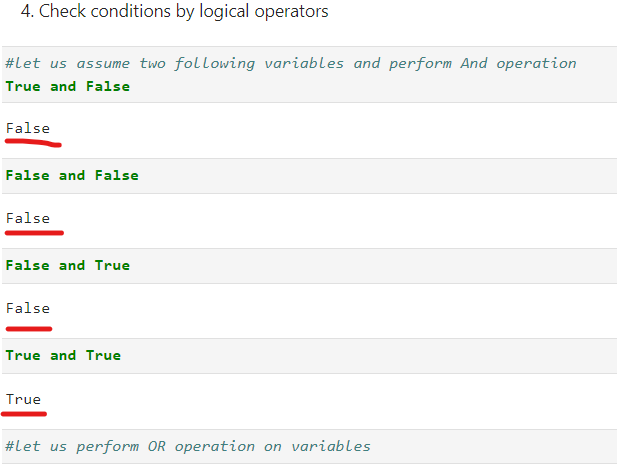 4. Check conditions by logical operators
#let us assume two following variables and perform And operation
True and False
False
False and False
False
False and True
False
True and True
True
#let us perform OR operation on variables